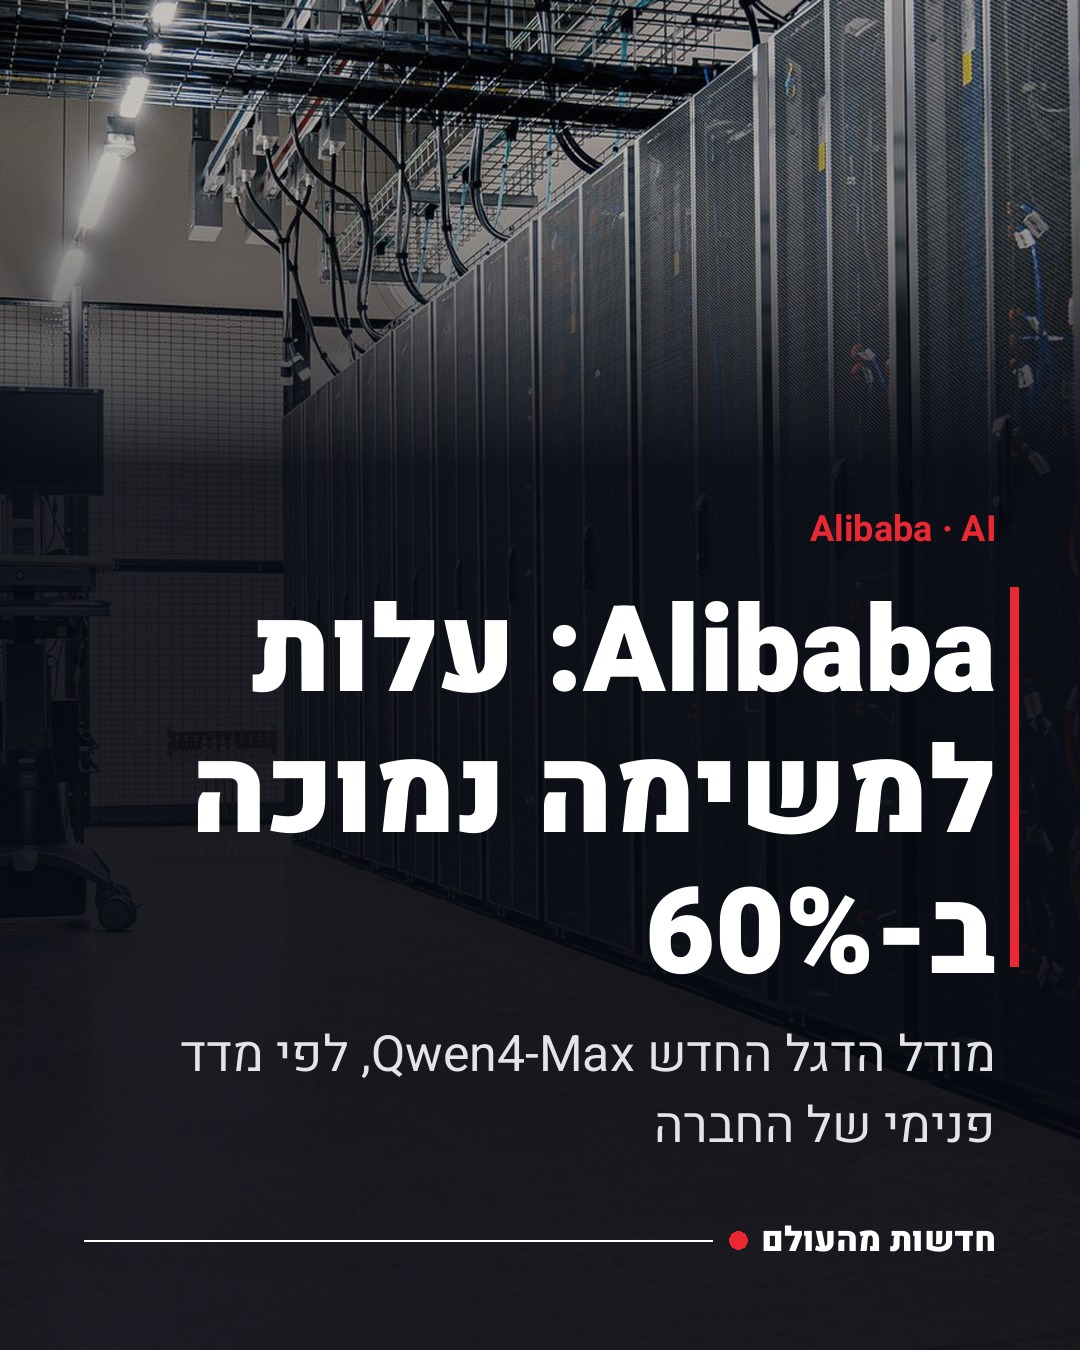 Alibaba · AI
Alibaba: עלות
למשימה נמוכה
ב-60%
מודל הדגל החדש Qwen4-Max, לפי מדד
פנימי של החברה
חדשות מהעולם